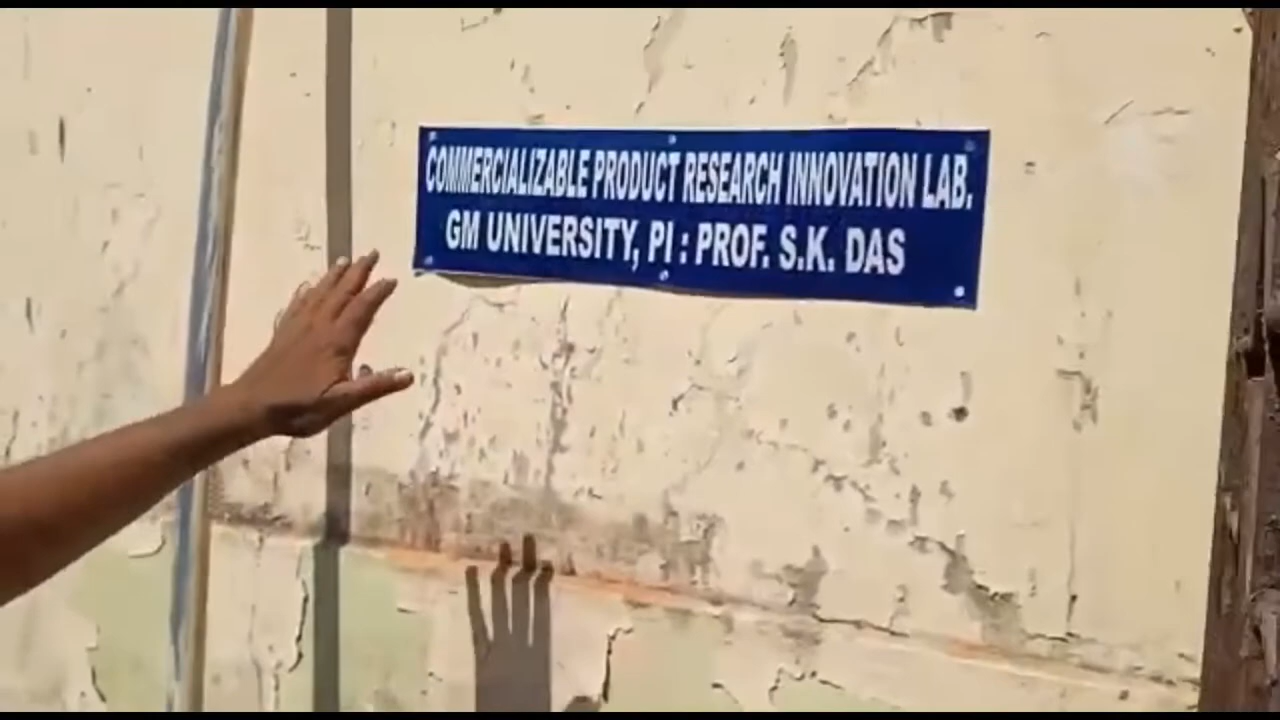 COMMERCIALIZABLE PRODUCT RESEARCH INNOVATION LAB.
GM UNIVERSITY, PI : PROF. S.K. DAS